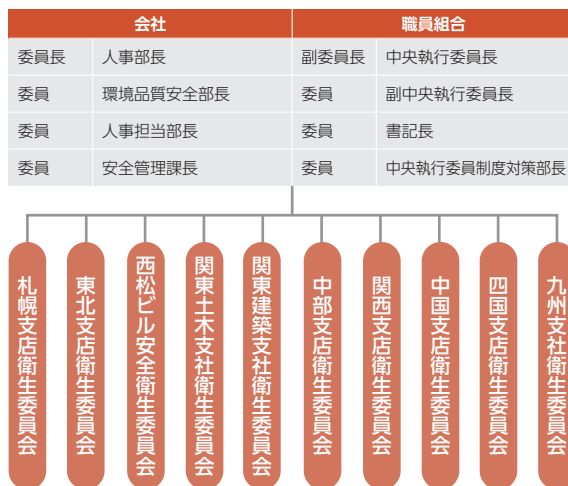 会社 職員組合
委員長 人事部長 副委員長 中央執行委員長
委員 環境品質安全部長 委員 副中央執行委員長
委員 人事担当部長 委員 書記長
委員 安全管理課長 委員 中央執行委員制度対策部長
札幌支店衛生委員会
東北支店衛生委員会
西松ビル安全衛生委員会
関東土木支社衛生委員会
関東建築支社衛生委員会
中部支店衛生委員会
関西支店衛生委員会
中国支店衛生委員会
四国支店衛生委員会
九州支社衛生委員会